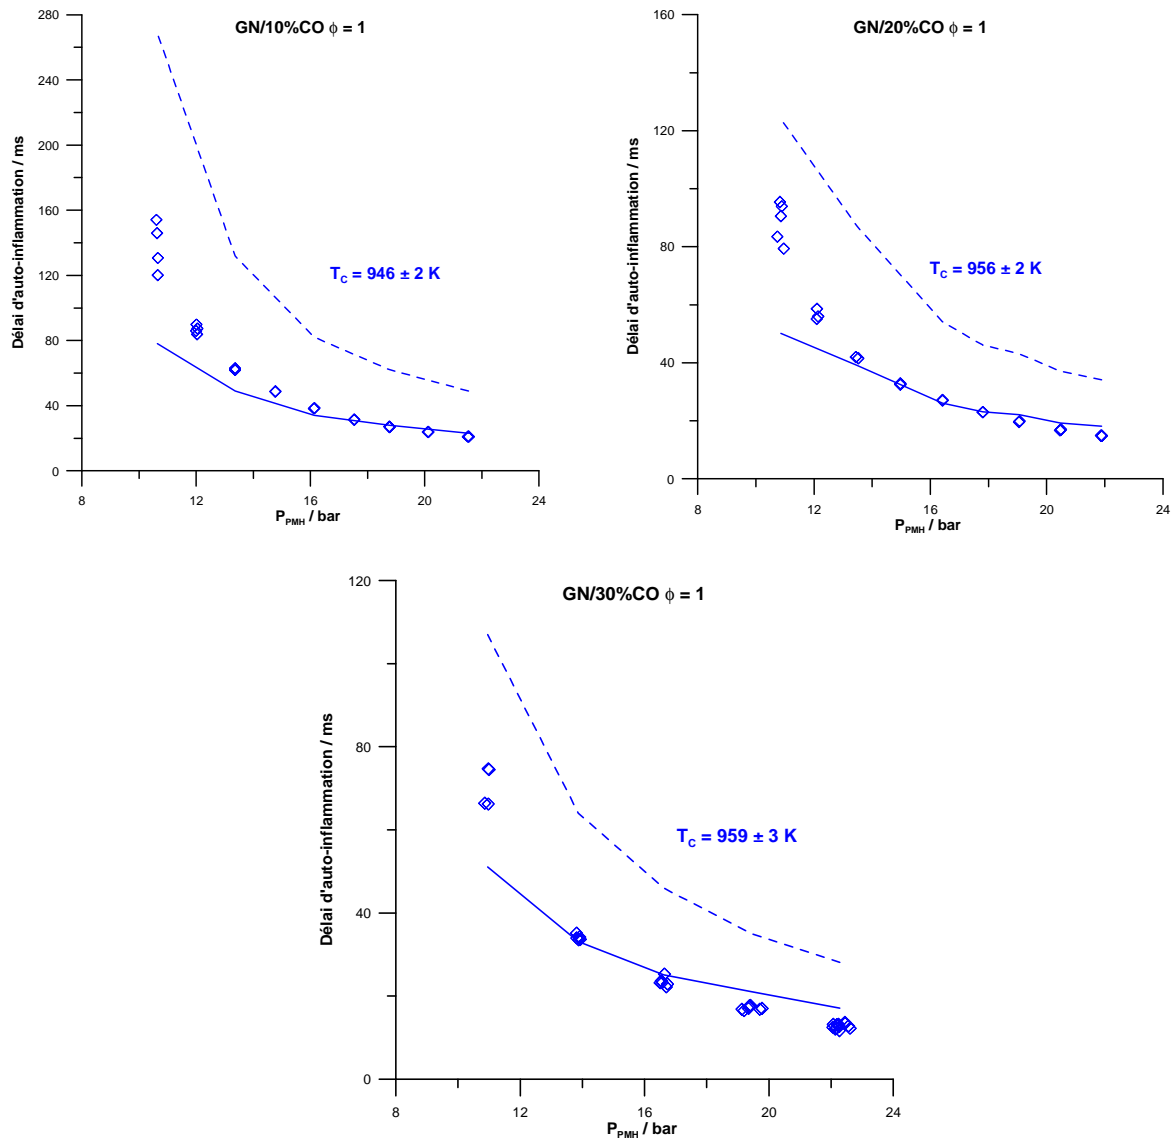 GN/10%CO ϕ = 1
Délai d'auto-inflammation / ms
280
240
200
160
120
80
40
0
T_C = 946 ± 2 K
8 12 16 20 24
P_PMH / bar
GN/20%CO ϕ = 1
Délai d'auto-inflammation / ms
160
120
80
40
0
T_C = 956 ± 2 K
8 12 16 20 24
P_PMH / bar
GN/30%CO ϕ = 1
Délai d'auto-inflammation / ms
120
80
40
0
T_C = 959 ± 3 K
8 12 16 20 24
P_PMH / bar